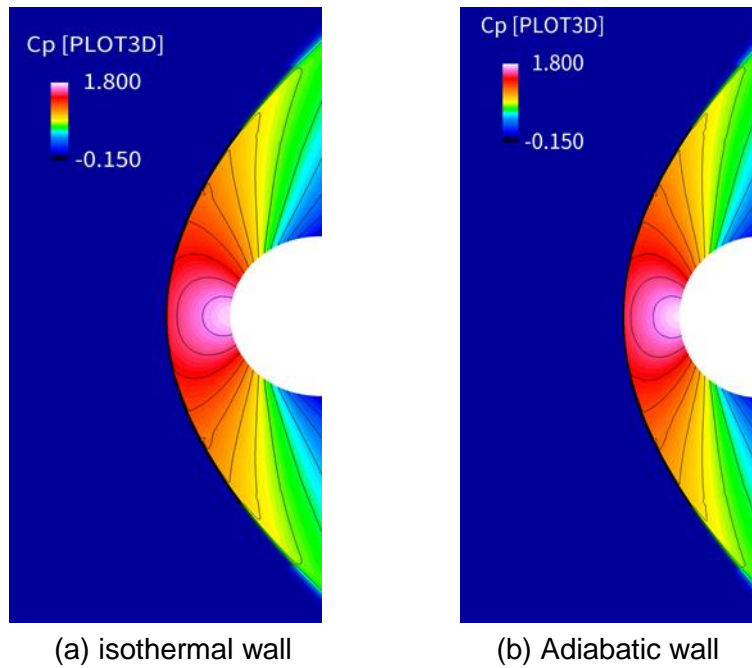 Cp [PLOT3D]
1.800
-0.150
Cp [PLOT3D]
1.800
-0.150
(a) isothermal wall
(b) Adiabatic wall